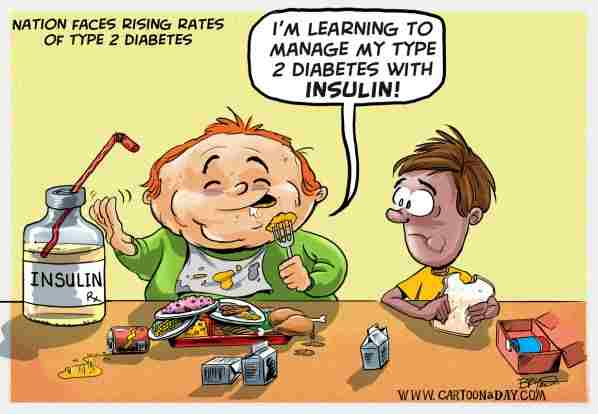 NATION FACES RISING RATES
OF TYPE 2 DIABETES
I'M LEARNING TO
MANAGE MY TYPE
2 DIABETES WITH
INSULIN!
INSULIN
Rx
WWW.CARTOONaDAY.COM